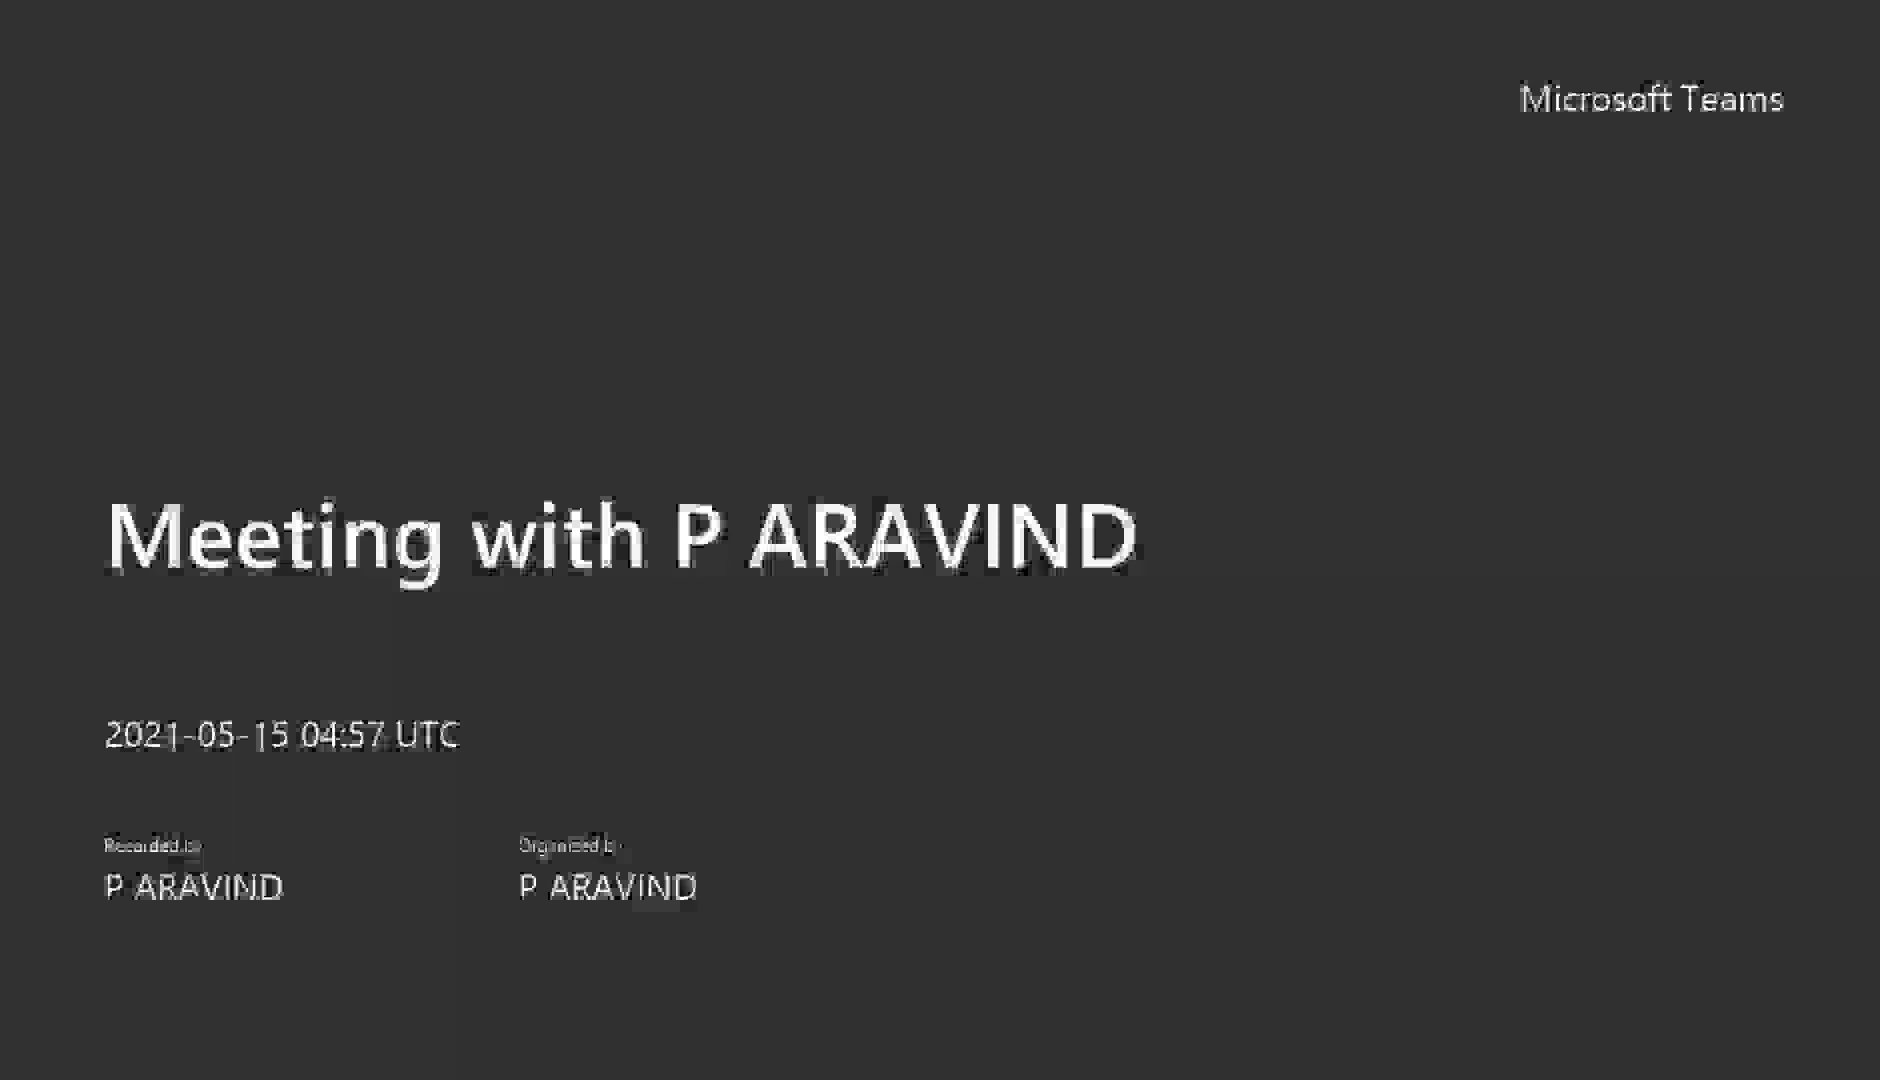 Microsoft Teams
Meeting with P ARAVIND
2021-05-15 04:57 UTC
Recorded by
Organized by
P ARAVIND
P ARAVIND